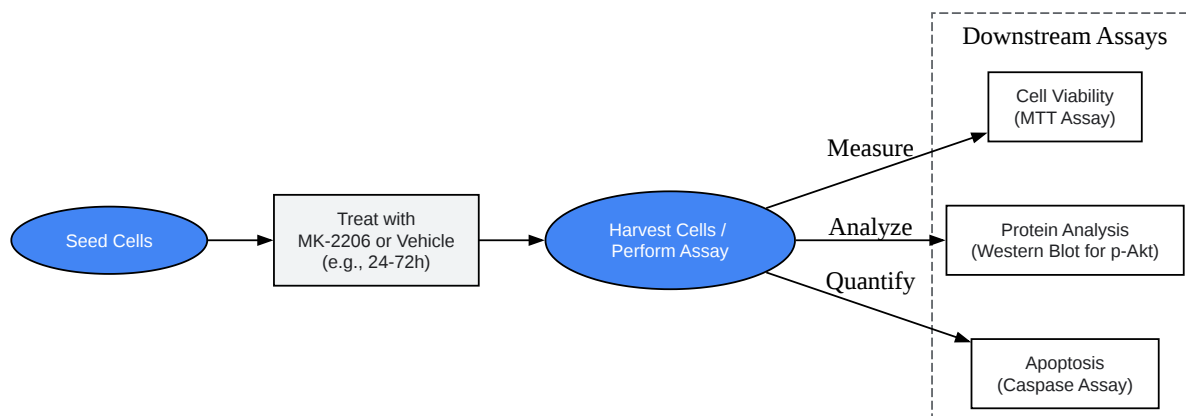 Downstream Assays
Cell Viability
(MTT Assay)
Measure
Seed Cells
Treat with
MK-2206 or Vehicle
(e.g., 24-72h)
Harvest Cells /
Perform Assay
Analyze
Protein Analysis
(Western Blot for p-Akt)
Quantify
Apoptosis
(Caspase Assay)